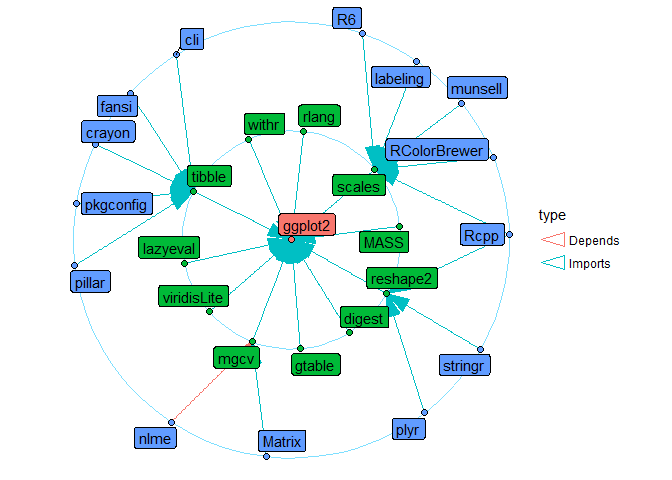 R6
cli
labeling
munsell
fansi
withr
rlang
crayon
RColorBrewer
tibble
scales
pkgconfig
ggplot2
type
Rcpp
Depends
MASS
lazyeval
Imports
pillar
reshape2
viridisLite
digest
mgcv
gtable
stringr
plyr
nlme
Matrix